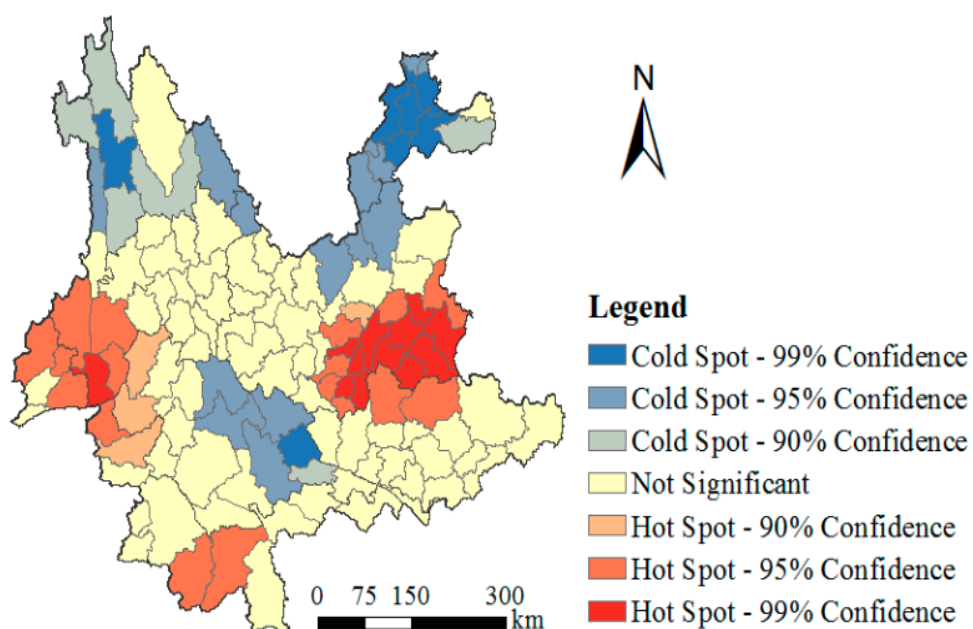 N
Legend
Cold Spot - 99% Confidence
Cold Spot - 95% Confidence
Cold Spot - 90% Confidence
Not Significant
Hot Spot - 90% Confidence
Hot Spot - 95% Confidence
Hot Spot - 99% Confidence
0 75 150 300
km